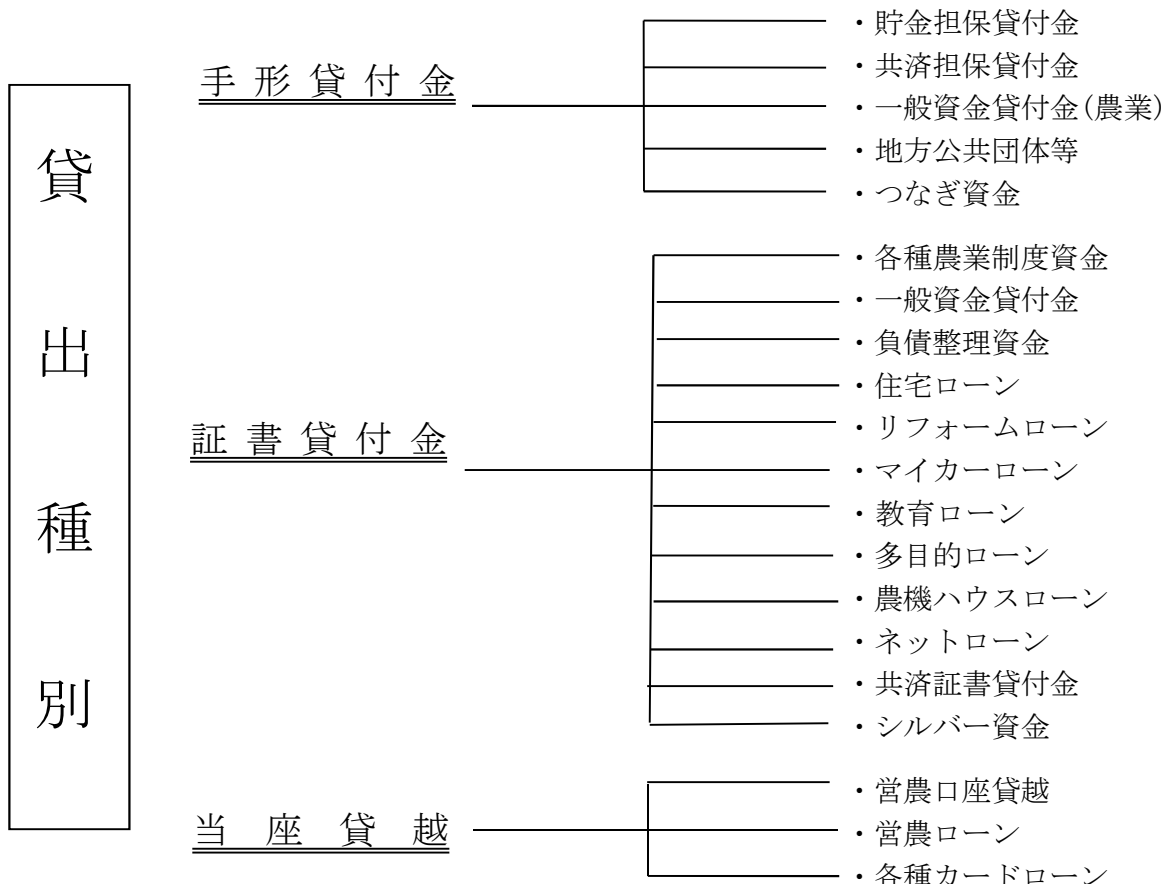 貸出種別
手形貸付金
・貯金担保貸付金
・共済担保貸付金
・一般資金貸付金(農業)
・地方公共団体等
・つなぎ資金
証書貸付金
・各種農業制度資金
・一般資金貸付金
・負債整理資金
・住宅ローン
・リフォームローン
・マイカーローン
・教育ローン
・多目的ローン
・農機ハウスローン
・ネットローン
・共済証書貸付金
・シルバー資金
当座貸越
・営農口座貸越
・営農ローン
・各種カードローン